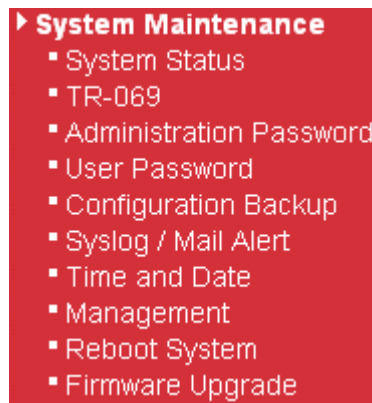 System Maintenance
System Status
TR-069
Administration Password
User Password
Configuration Backup
Syslog / Mail Alert
Time and Date
Management
Reboot System
Firmware Upgrade